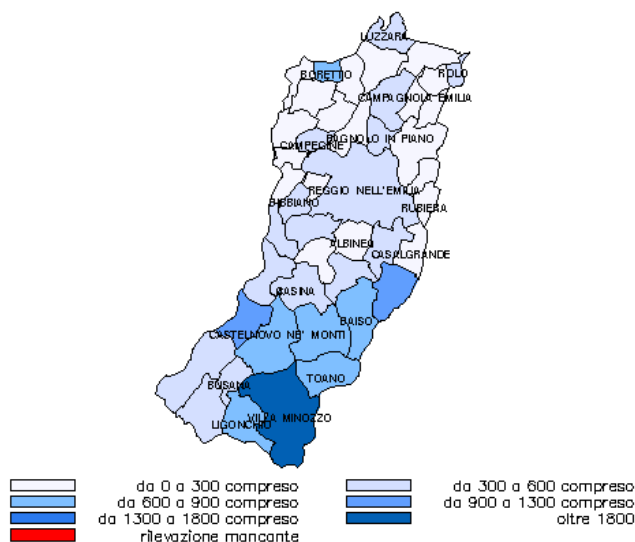 LUZZARA
BORETTO
ROLO
CAMPAGNOLA EMILIA
BAGNOLO IN PIANO
CAMPEGINE
REGGIO NELL'EMILIA
BIBBIANO
RUBIERA
ALBINEA
CASALGRANDE
CASINA
BAISO
CASTELNOVO NE' MONTI
TOANO
BUSANA
VILLA MINOZZO
LIGONCHIO
da 0 a 300 compreso
da 300 a 600 compreso
da 600 a 900 compreso
da 900 a 1300 compreso
da 1300 a 1800 compreso
oltre 1800
rilevazione mancante